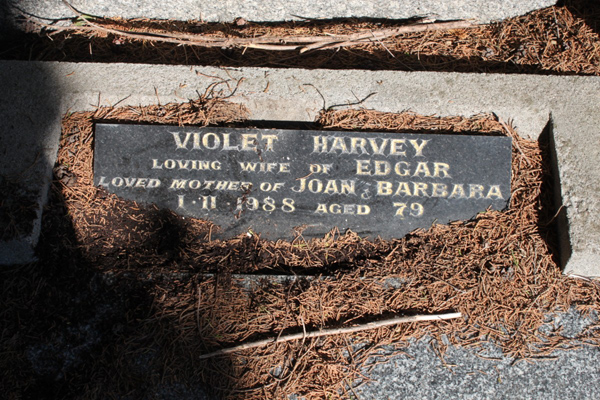 VIOLET HARVEY
LOVING WIFE OF EDGAR
LOVED MOTHER OF JOAN & BARBARA
1·11·1988 AGED 79